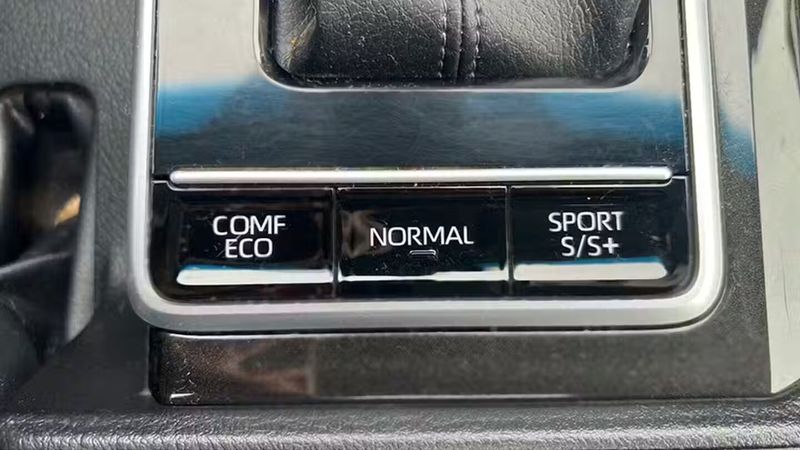 COMF
ECO
NORMAL
SPORT
S/S+